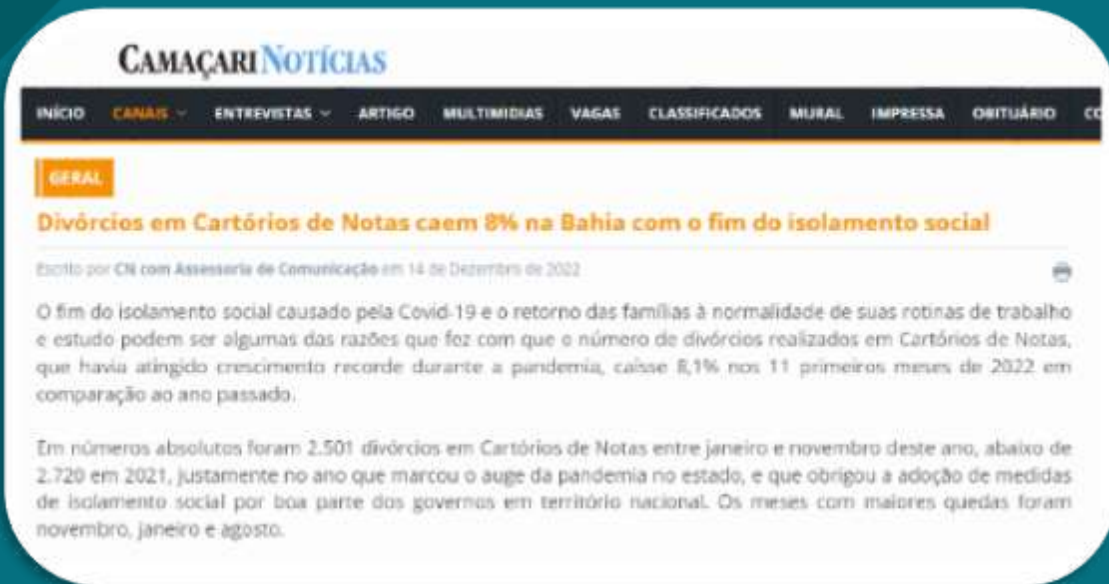 CAMAÇARI NOTÍCIAS
INÍCIO CANAIS ENTREVISTAS ARTIGO MULTIMIDIAS VAGAS CLASSIFICADOS MURAL IMPRESSA OBITUÁRIO CO
GERAL
Divórcios em Cartórios de Notas caem 8% na Bahia com o fim do isolamento social
Escrito por CN com Assessoria de Comunicação em 14 de Dezembro de 2022
O fim do isolamento social causado pela Covid-19 e o retorno das famílias à normalidade de suas rotinas de trabalho
e estudo podem ser algumas das razões que fez com que o número de divórcios realizados em Cartórios de Notas,
que havia atingido crescimento recorde durante a pandemia, caísse 8,1% nos 11 primeiros meses de 2022 em
comparação ao ano passado.
Em números absolutos foram 2.501 divórcios em Cartórios de Notas entre janeiro e novembro deste ano, abaixo de
2.720 em 2021, justamente no ano que marcou o auge da pandemia no estado, e que obrigou a adoção de medidas
de isolamento social por boa parte dos governos em território nacional. Os meses com maiores quedas foram
novembro, janeiro e agosto.